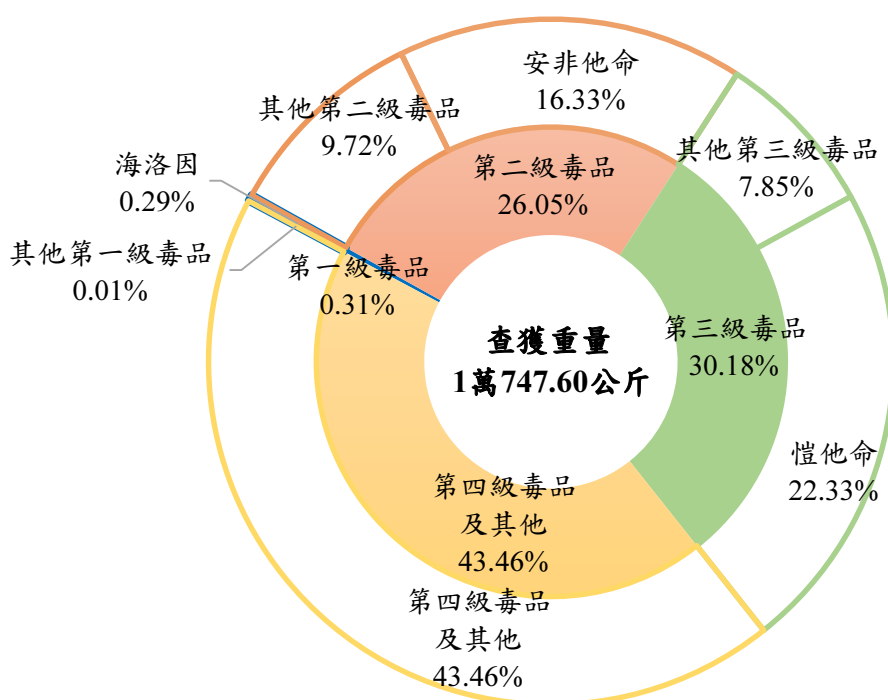 安非他命
16.33%
其他第二級毒品
9.72%
其他第三級毒品
7.85%
海洛因
0.29%
第二級毒品
26.05%
其他第一級毒品
0.01%
第一級毒品
0.31%
查獲重量
1萬747.60公斤
第三級毒品
30.18%
愷他命
22.33%
第四級毒品
及其他
43.46%
第四級毒品
及其他
43.46%